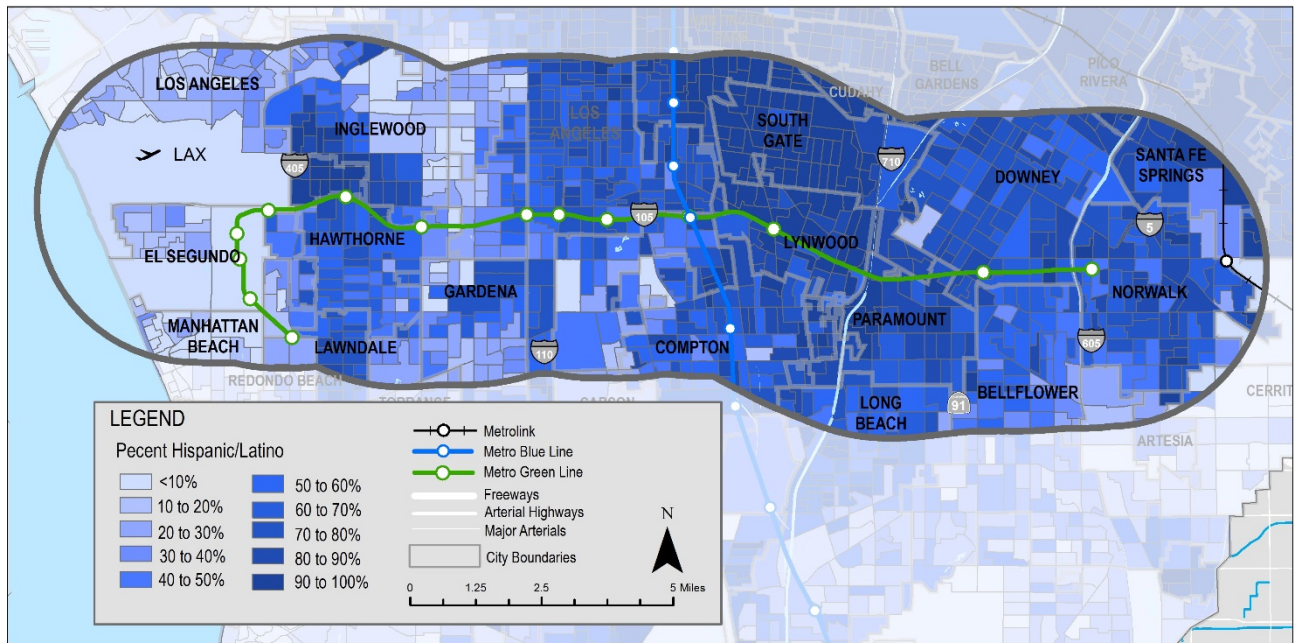 BELL
GARDENS
PICO
RIVERA
CUDAHY
LOS ANGELES
LOS
ANGELES
INGLEWOOD
SOUTH
GATE
LAX
405
710
DOWNEY
SANTA FE
SPRINGS
105
5
HAWTHORNE
LYNWOOD
EL SEGUNDO
GARDENA
NORWALK
PARAMOUNT
MANHATTAN
BEACH
LAWNDALE
110
COMPTON
605
REDONDO BEACH
TORRANCE
CARSON
LONG
BEACH
91
BELLFLOWER
CERRIT
ARTESIA
LEGEND
Pecent Hispanic/Latino
<10%
10 to 20%
20 to 30%
30 to 40%
40 to 50%
50 to 60%
60 to 70%
70 to 80%
80 to 90%
90 to 100%
Metrolink
Metro Blue Line
Metro Green Line
Freeways
Arterial Highways
Major Arterials
City Boundaries
N
0 1.25 2.5 5 Miles